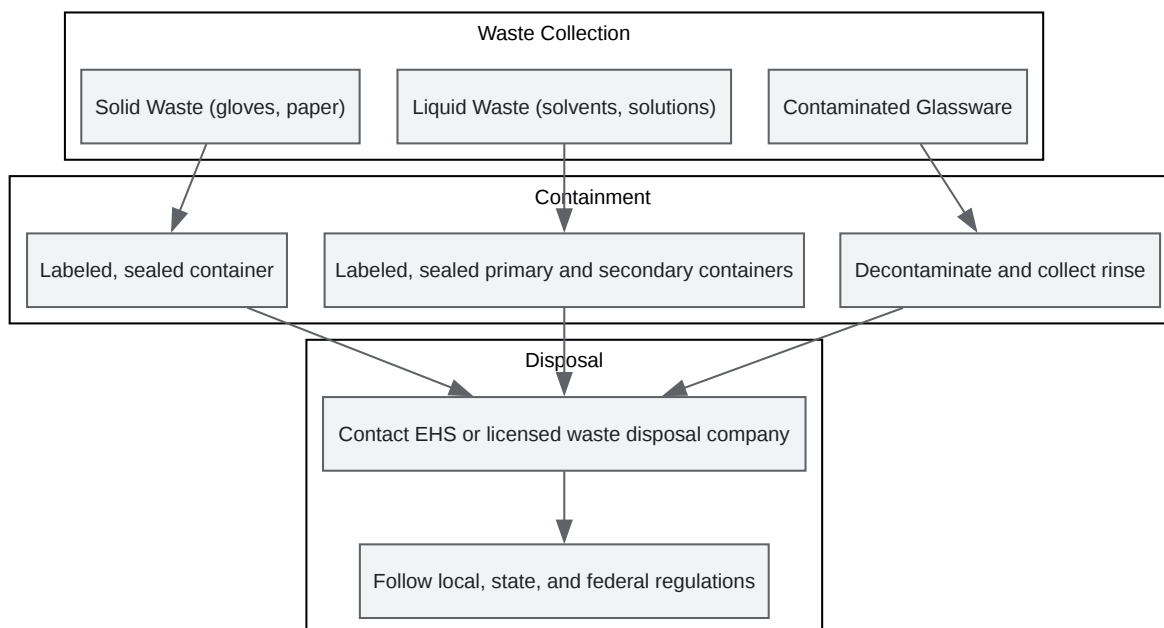 Waste Collection
Solid Waste (gloves, paper)
Liquid Waste (solvents, solutions)
Contaminated Glassware
Containment
Labeled, sealed container
Labeled, sealed primary and secondary containers
Decontaminate and collect rinse
Disposal
Contact EHS or licensed waste disposal company
Follow local, state, and federal regulations